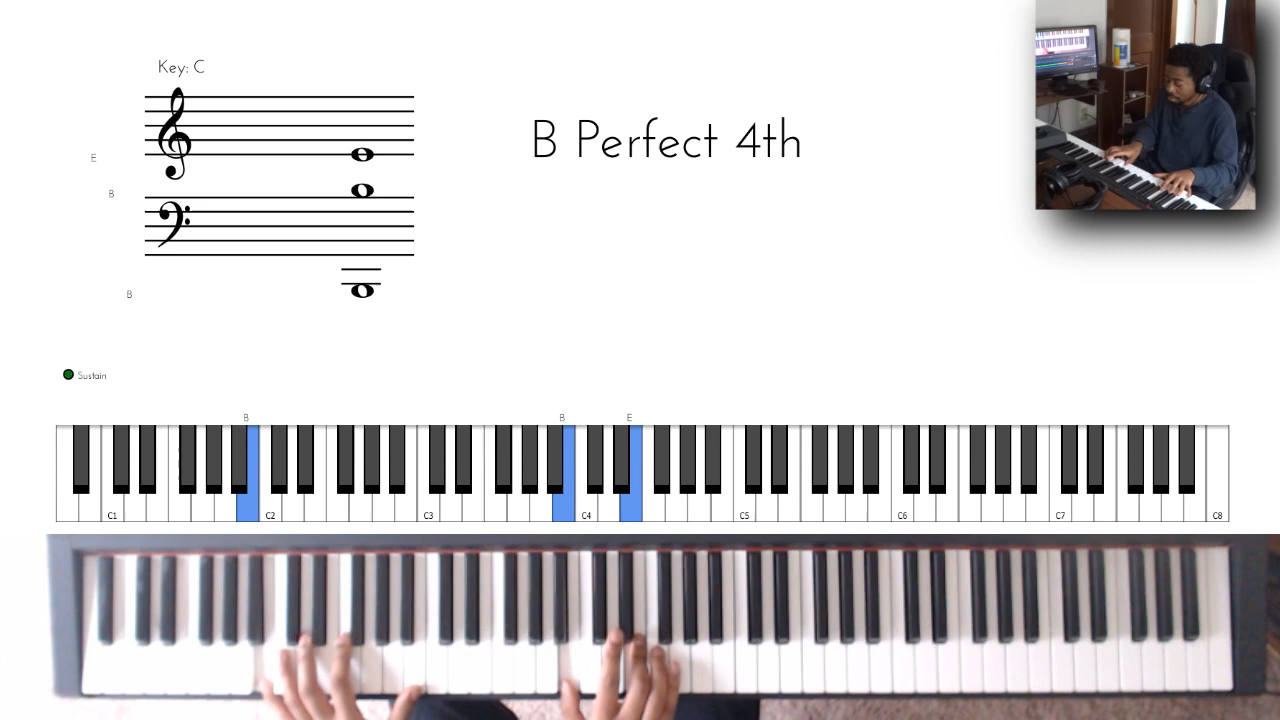 Key: C
B Perfect 4th
E
B
B
Sustain
B B E
C1 C2 C3 C4 C5 C6 C7 C8